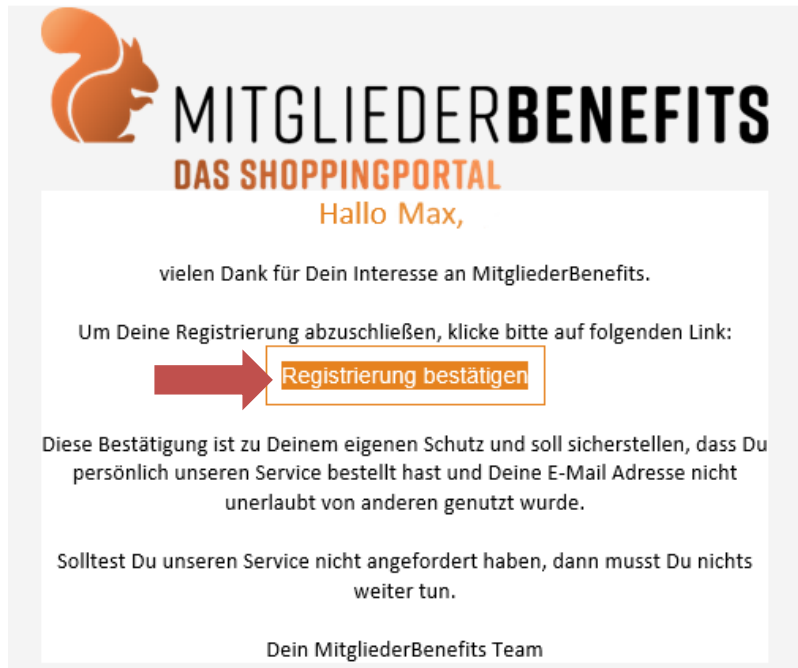 MITGLIEDERBENEFITS
DAS SHOPPINGPORTAL
Hallo Max,
vielen Dank für Dein Interesse an MitgliederBenefits.
Um Deine Registrierung abzuschließen, klicke bitte auf folgenden Link:
Registrierung bestätigen
Diese Bestätigung ist zu Deinem eigenen Schutz und soll sicherstellen, dass Du
persönlich unseren Service bestellt hast und Deine E-Mail Adresse nicht
unerlaubt von anderen genutzt wurde.
Solltest Du unseren Service nicht angefordert haben, dann musst Du nichts
weiter tun.
Dein MitgliederBenefits Team